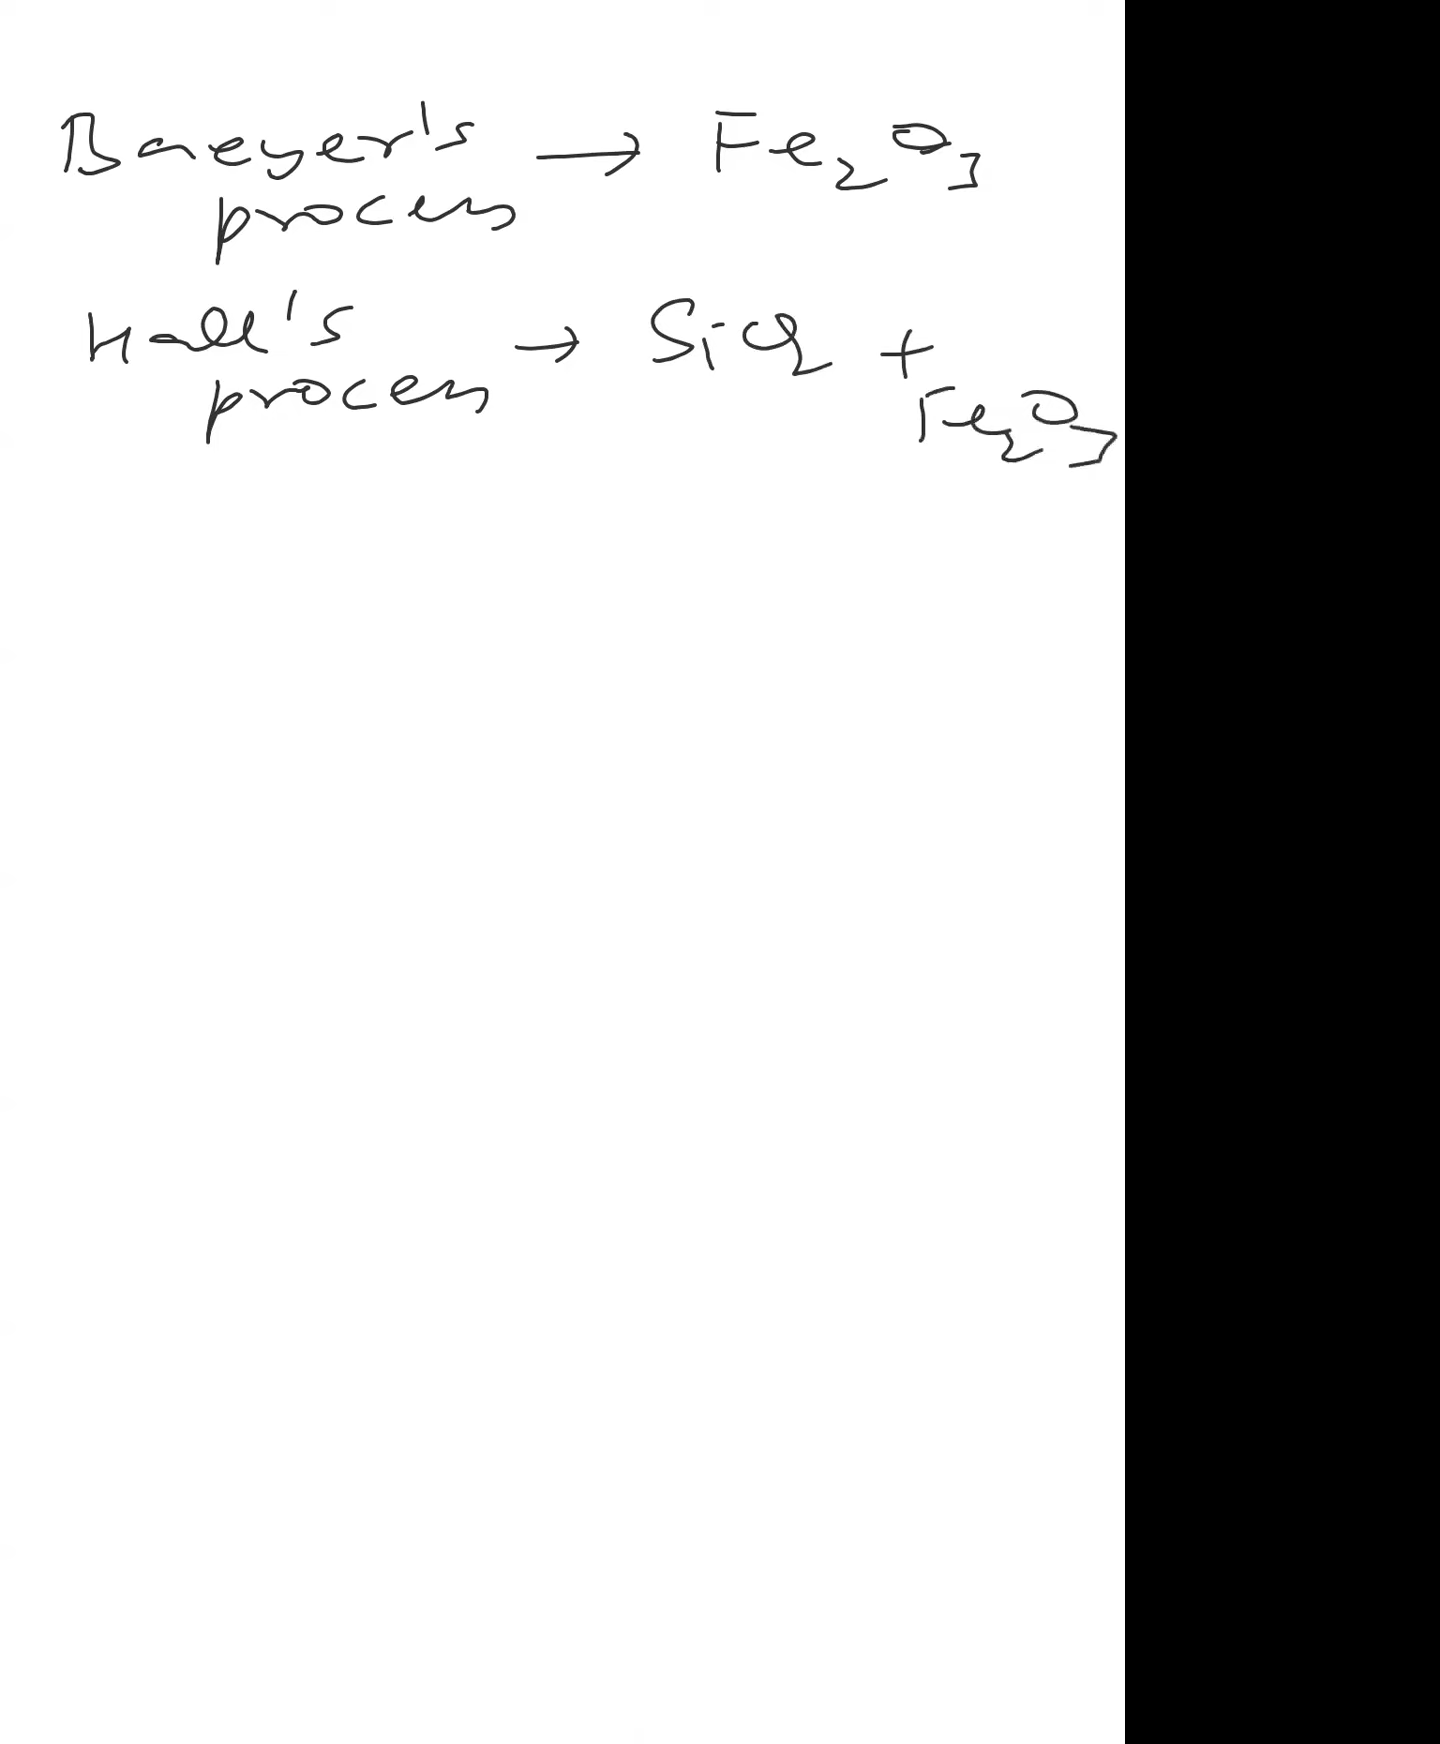 Baeyer's → Fe₂O₃
process
Hall's → SiO₂ +
process Fe₂O₃